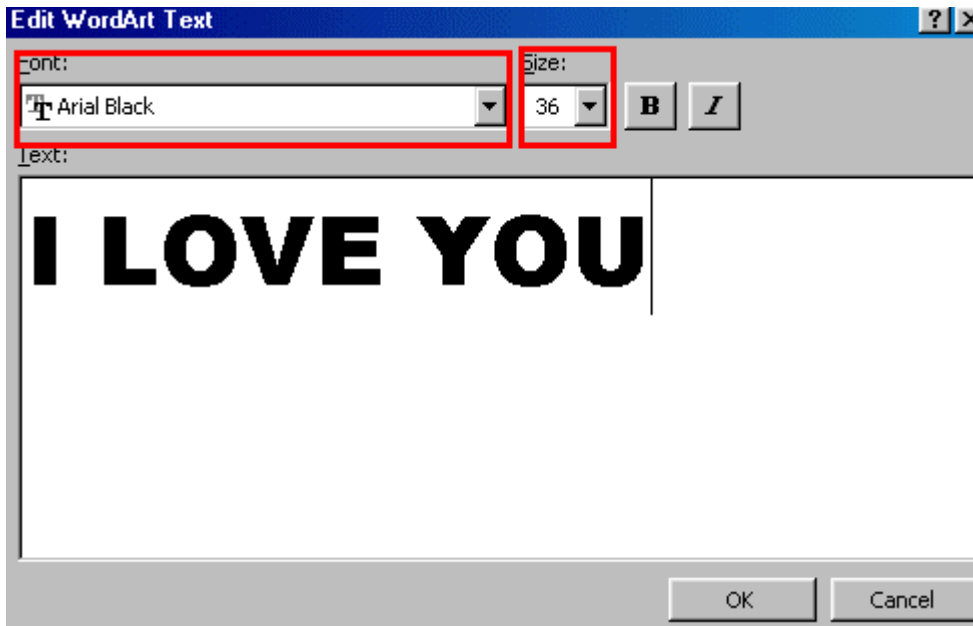 Edit WordArt Text
Font: Size:
Arial Black 36 B I
Text:
I LOVE YOU
OK Cancel